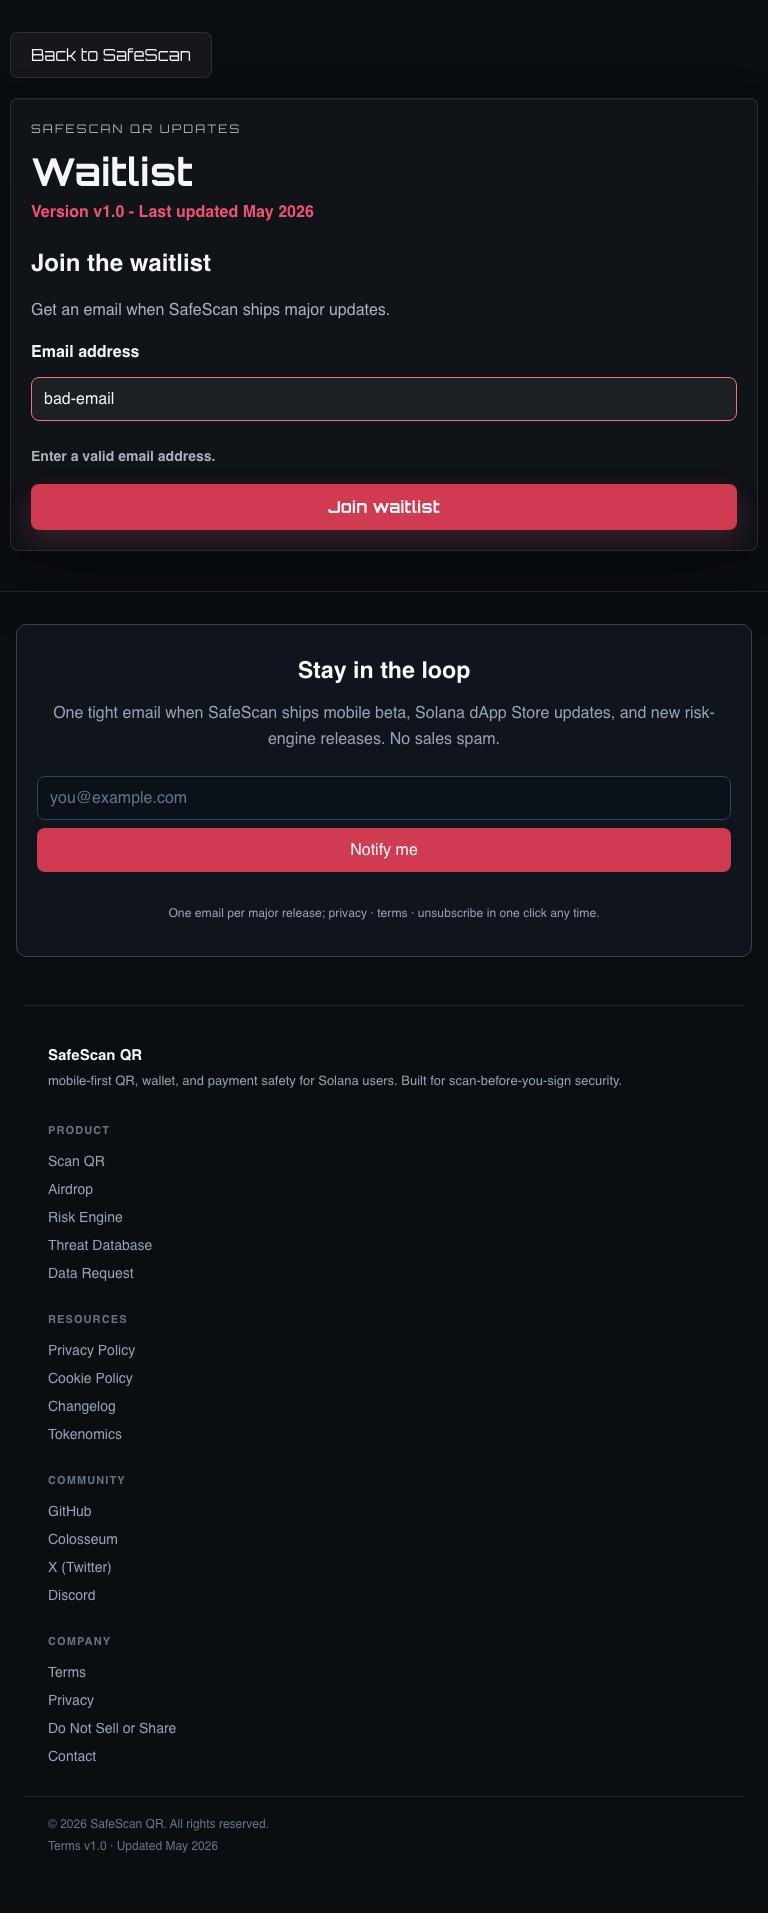 Back to SafeScan
SAFESCAN QR UPDATES
Waitlist
Version v1.0 - Last updated May 2026
Join the waitlist
Get an email when SafeScan ships major updates.
Email address
bad-email
Enter a valid email address.
Join waitlist
Stay in the loop
One tight email when SafeScan ships mobile beta, Solana dApp Store updates, and new risk-
engine releases. No sales spam.
you@example.com
Notify me
One email per major release; privacy · terms · unsubscribe in one click any time.
SafeScan QR
mobile-first QR, wallet, and payment safety for Solana users. Built for scan-before-you-sign security.
PRODUCT
Scan QR
Airdrop
Risk Engine
Threat Database
Data Request
RESOURCES
Privacy Policy
Cookie Policy
Changelog
Tokenomics
COMMUNITY
GitHub
Colosseum
X (Twitter)
Discord
COMPANY
Terms
Privacy
Do Not Sell or Share
Contact
© 2026 SafeScan QR. All rights reserved.
Terms v1.0 · Updated May 2026